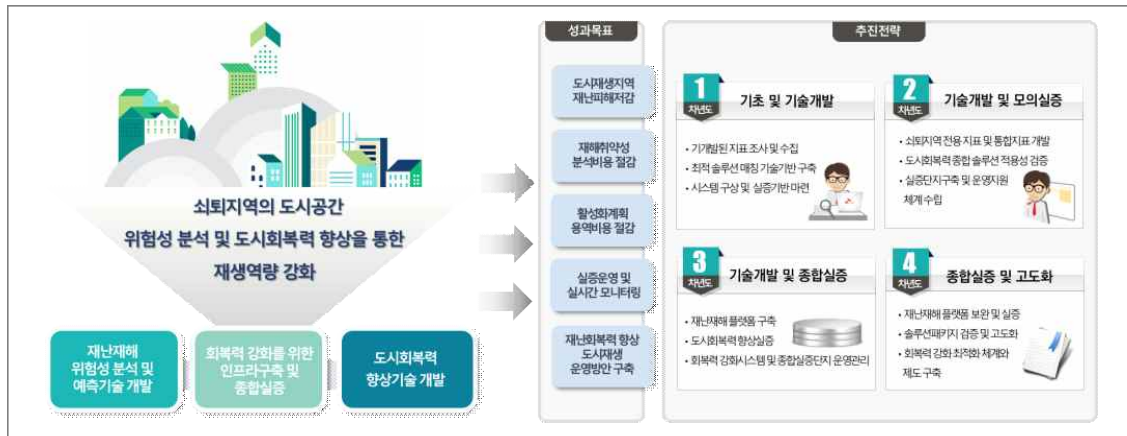 쇠퇴지역의 도시공간
위험성 분석 및 도시회복력 향상을 통한
재생역량 강화
재난재해
위험성 분석 및
예측기술 개발
회복력 강화를 위한
인프라구축 및
종합실증
도시회복력
향상기술 개발
성과목표
도시재생지역
재난피해저감
재해취약성
분석비용 절감
활성화계획
용역비용 절감
실증운영 및
실시간 모니터링
재난회복력 향상
도시재생
운영방안 구축
추진전략
1
차년도
기초 및 기술개발
• 기개발된 지표 조사 및 수집
• 최적 솔루션 매칭 기술기반 구축
• 시스템 구상 및 실증기반 마련
2
차년도
기술개발 및 모의실증
• 쇠퇴지역 전용 지표 및 통합지표 개발
• 도시회복력 종합 솔루션 적용성 검증
• 실증단지구축 및 운영지원
체계 수립
3
차년도
기술개발 및 종합실증
• 재난재해 플랫폼 구축
• 도시회복력 향상실증
• 회복력 강화시스템 및 종합실증단지 운영관리
4
차년도
종합실증 및 고도화
• 재난재해 플랫폼 보완 및 실증
• 솔루션패키지 검증 및 고도화
• 회복력 강화 최적화 체계와
제도 구축